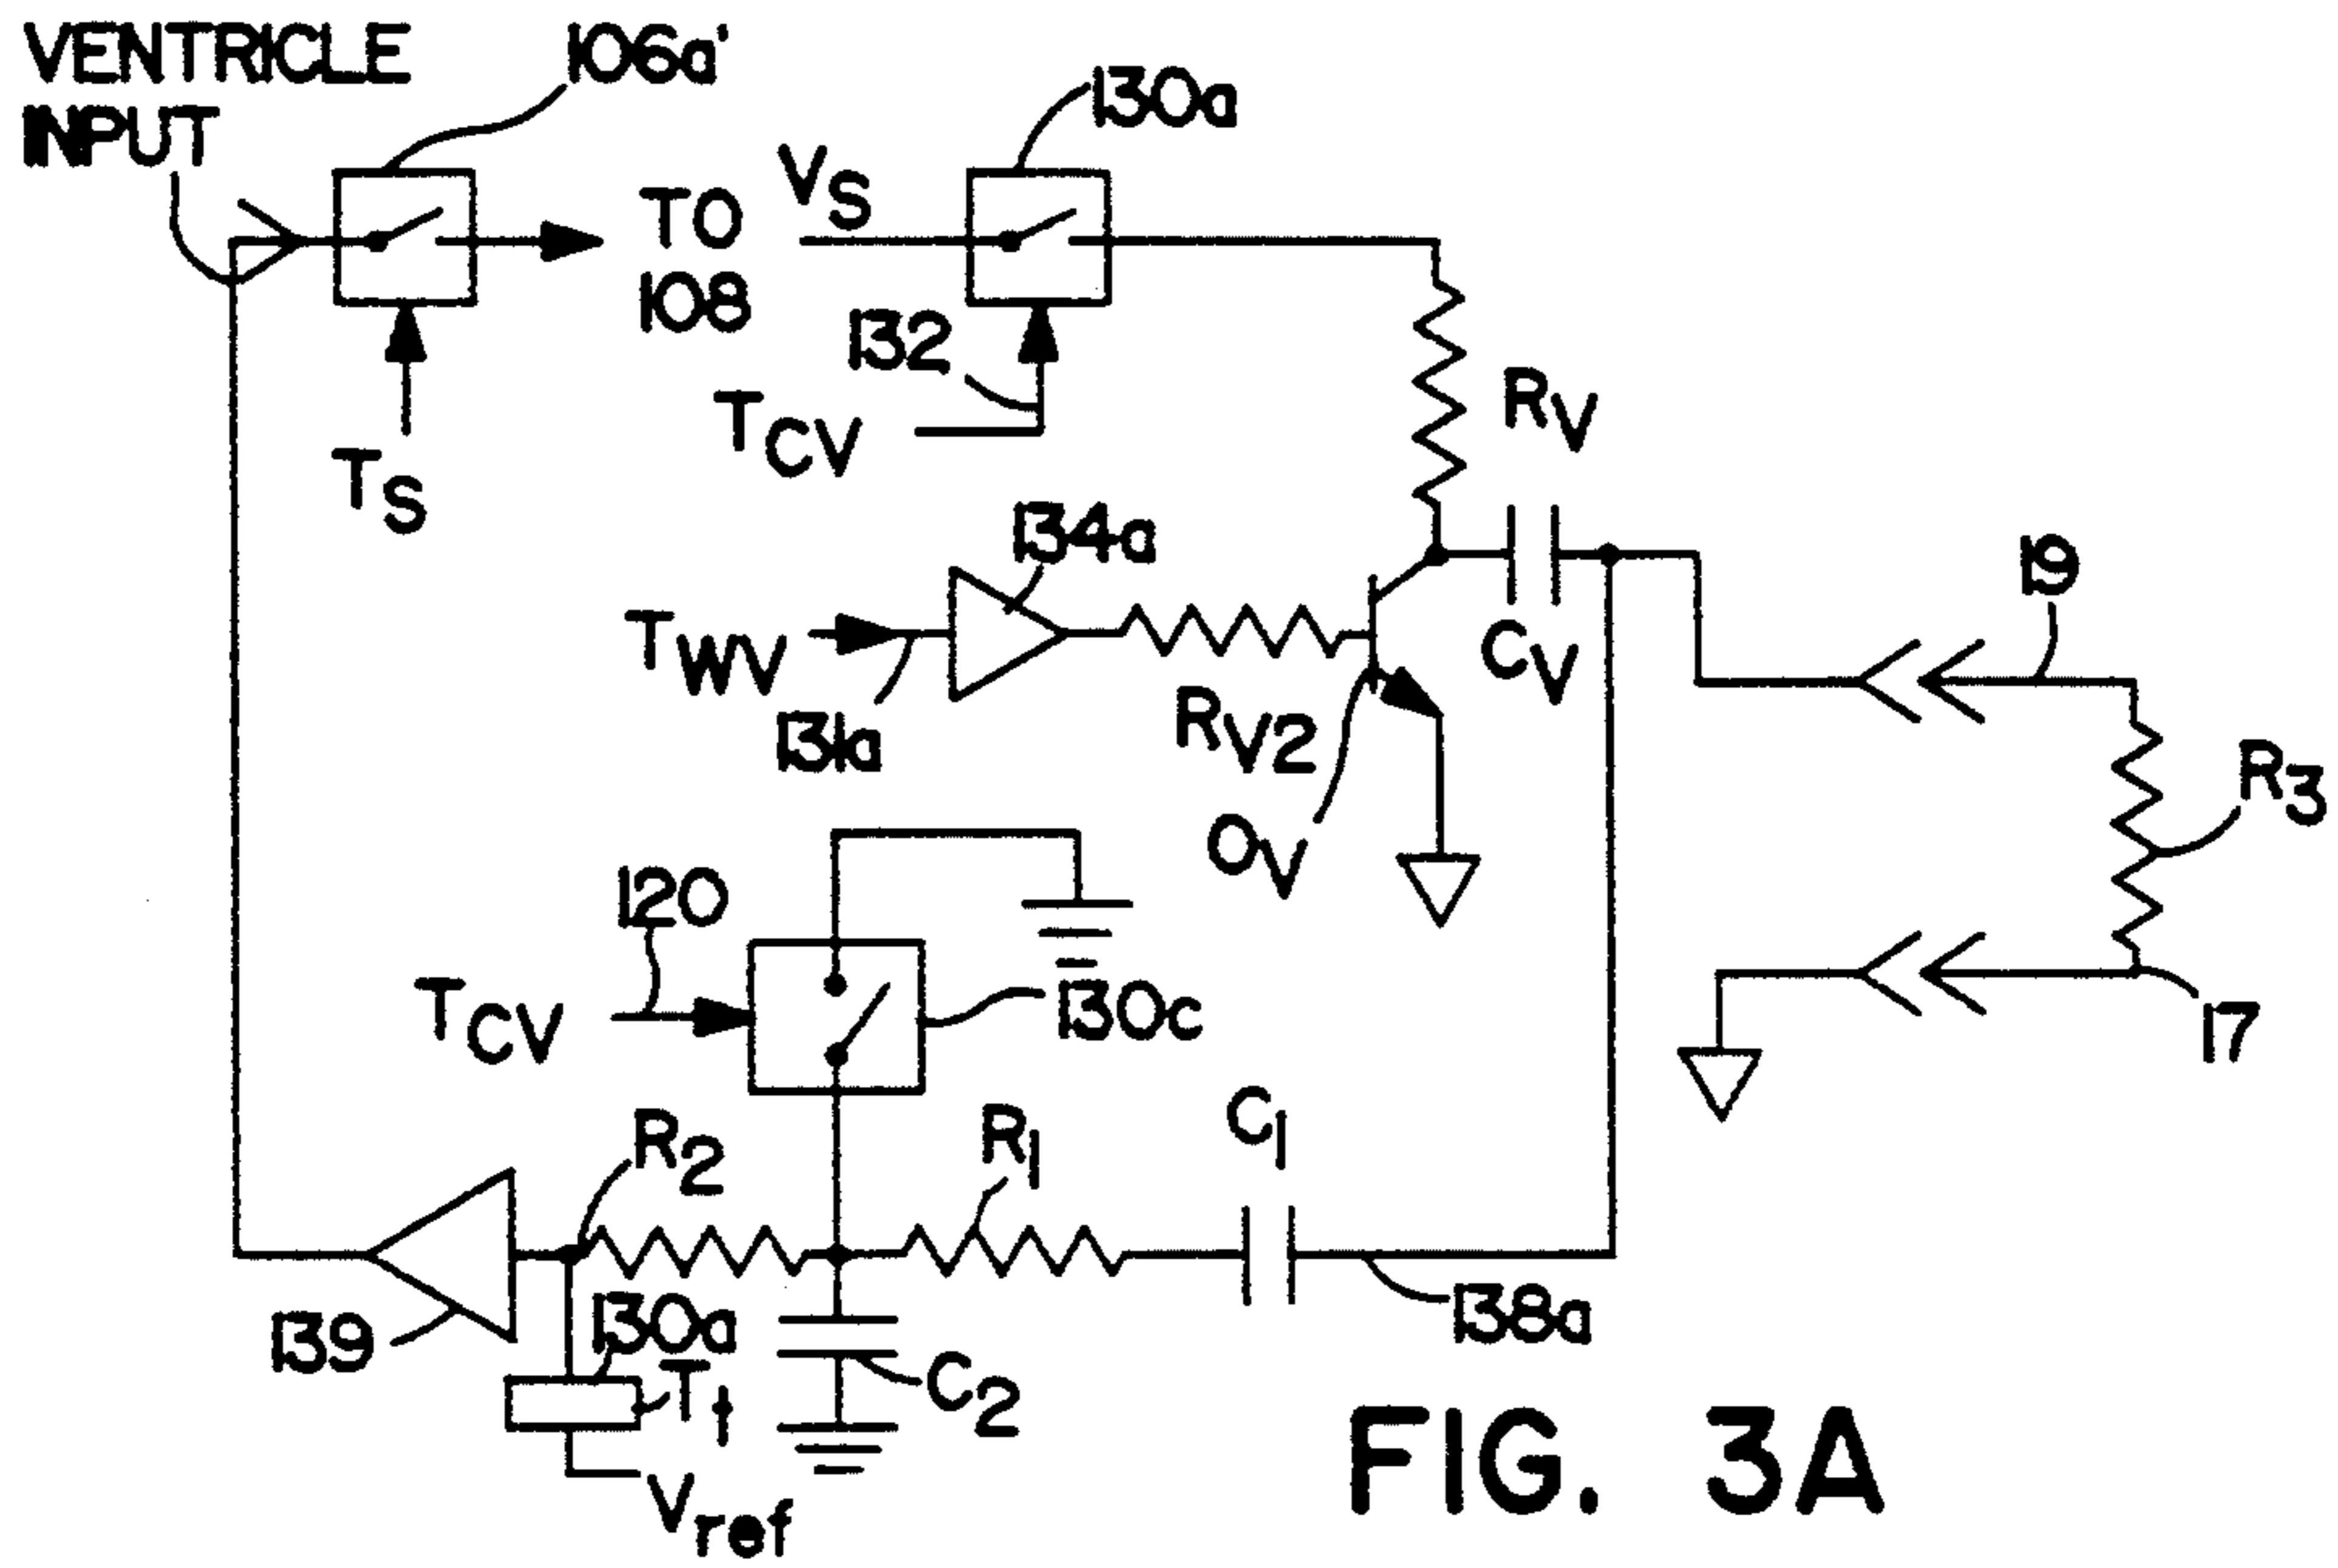 VENTRICLE
INPUT
106a'
130a
TO
108
VS
132
TCV
TS
RV
134a
19
TWV
131a
CV
RV2
R3
OV
120
TCV
130c
17
R2
R1
C1
139
130a
Tt
C2
138a
Vref
FIG. 3A